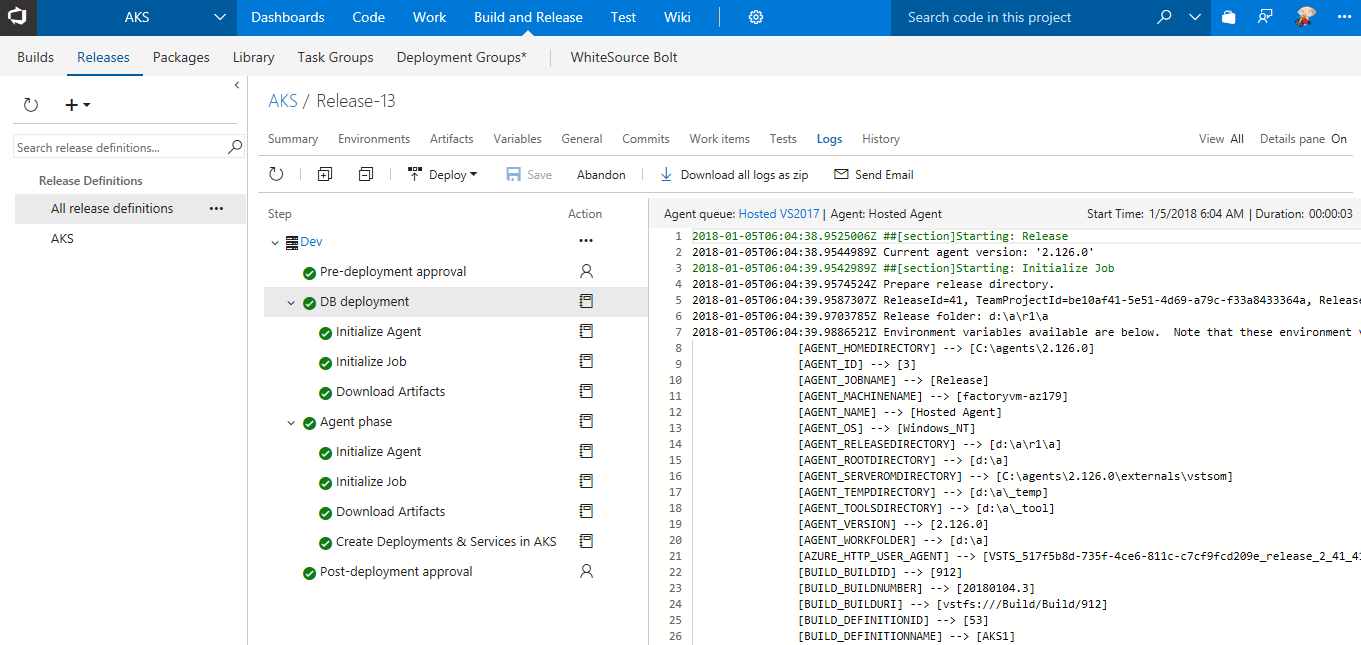 AKS Dashboards Code Work Build and Release Test Wiki Search code in this project
Builds Releases Packages Library Task Groups Deployment Groups* WhiteSource Bolt
AKS / Release-13
Summary Environments Artifacts Variables General Commits Work items Tests Logs History View All Details pane On
Search release definitions...
Release Definitions
All release definitions
AKS
Deploy Save Abandon Download all logs as zip Send Email
Step Action
Dev
Pre-deployment approval
DB deployment
Initialize Agent
Initialize Job
Download Artifacts
Agent phase
Initialize Agent
Initialize Job
Download Artifacts
Create Deployments & Services in AKS
Post-deployment approval
Agent queue: Hosted VS2017 | Agent: Hosted Agent Start Time: 1/5/2018 6:04 AM | Duration: 00:00:03
1 2018-01-05T06:04:38.9525006Z ##[section]Starting: Release
2 2018-01-05T06:04:38.9544989Z Current agent version: '2.126.0'
3 2018-01-05T06:04:39.9542989Z ##[section]Starting: Initialize Job
4 2018-01-05T06:04:39.9574524Z Prepare release directory.
5 2018-01-05T06:04:39.9587307Z ReleaseId=41, TeamProjectId=be10af41-5e51-4d69-a79c-f33a8433364a, Release
6 2018-01-05T06:04:39.9703785Z Release folder: d:\a\r1\a
7 2018-01-05T06:04:39.9886521Z Environment variables available are below. Note that these environment v
8 [AGENT_HOMEDIRECTORY] --> [C:\agents\2.126.0]
9 [AGENT_ID] --> [3]
10 [AGENT_JOBNAME] --> [Release]
11 [AGENT_MACHINENAME] --> [factoryvm-az179]
12 [AGENT_NAME] --> [Hosted Agent]
13 [AGENT_OS] --> [Windows_NT]
14 [AGENT_RELEASEDIRECTORY] --> [d:\a\r1\a]
15 [AGENT_ROOTDIRECTORY] --> [d:\a]
16 [AGENT_SERVEROMDIRECTORY] --> [C:\agents\2.126.0\externals\vstsom]
17 [AGENT_TEMPDIRECTORY] --> [d:\a\_temp]
18 [AGENT_TOOLSDIRECTORY] --> [d:\a\_tool]
19 [AGENT_VERSION] --> [2.126.0]
20 [AGENT_WORKFOLDER] --> [d:\a]
21 [AZURE_HTTP_USER_AGENT] --> [VSTS_517f5b8d-735f-4ce6-811c-c7cf9fcd209e_release_2_41_41
22 [BUILD_BUILDID] --> [912]
23 [BUILD_BUILDNUMBER] --> [20180104.3]
24 [BUILD_BUILDURI] --> [vstfs:///Build/Build/912]
25 [BUILD_DEFINITIONID] --> [53]
26 [BUILD_DEFINITIONNAME] --> [AKS1]